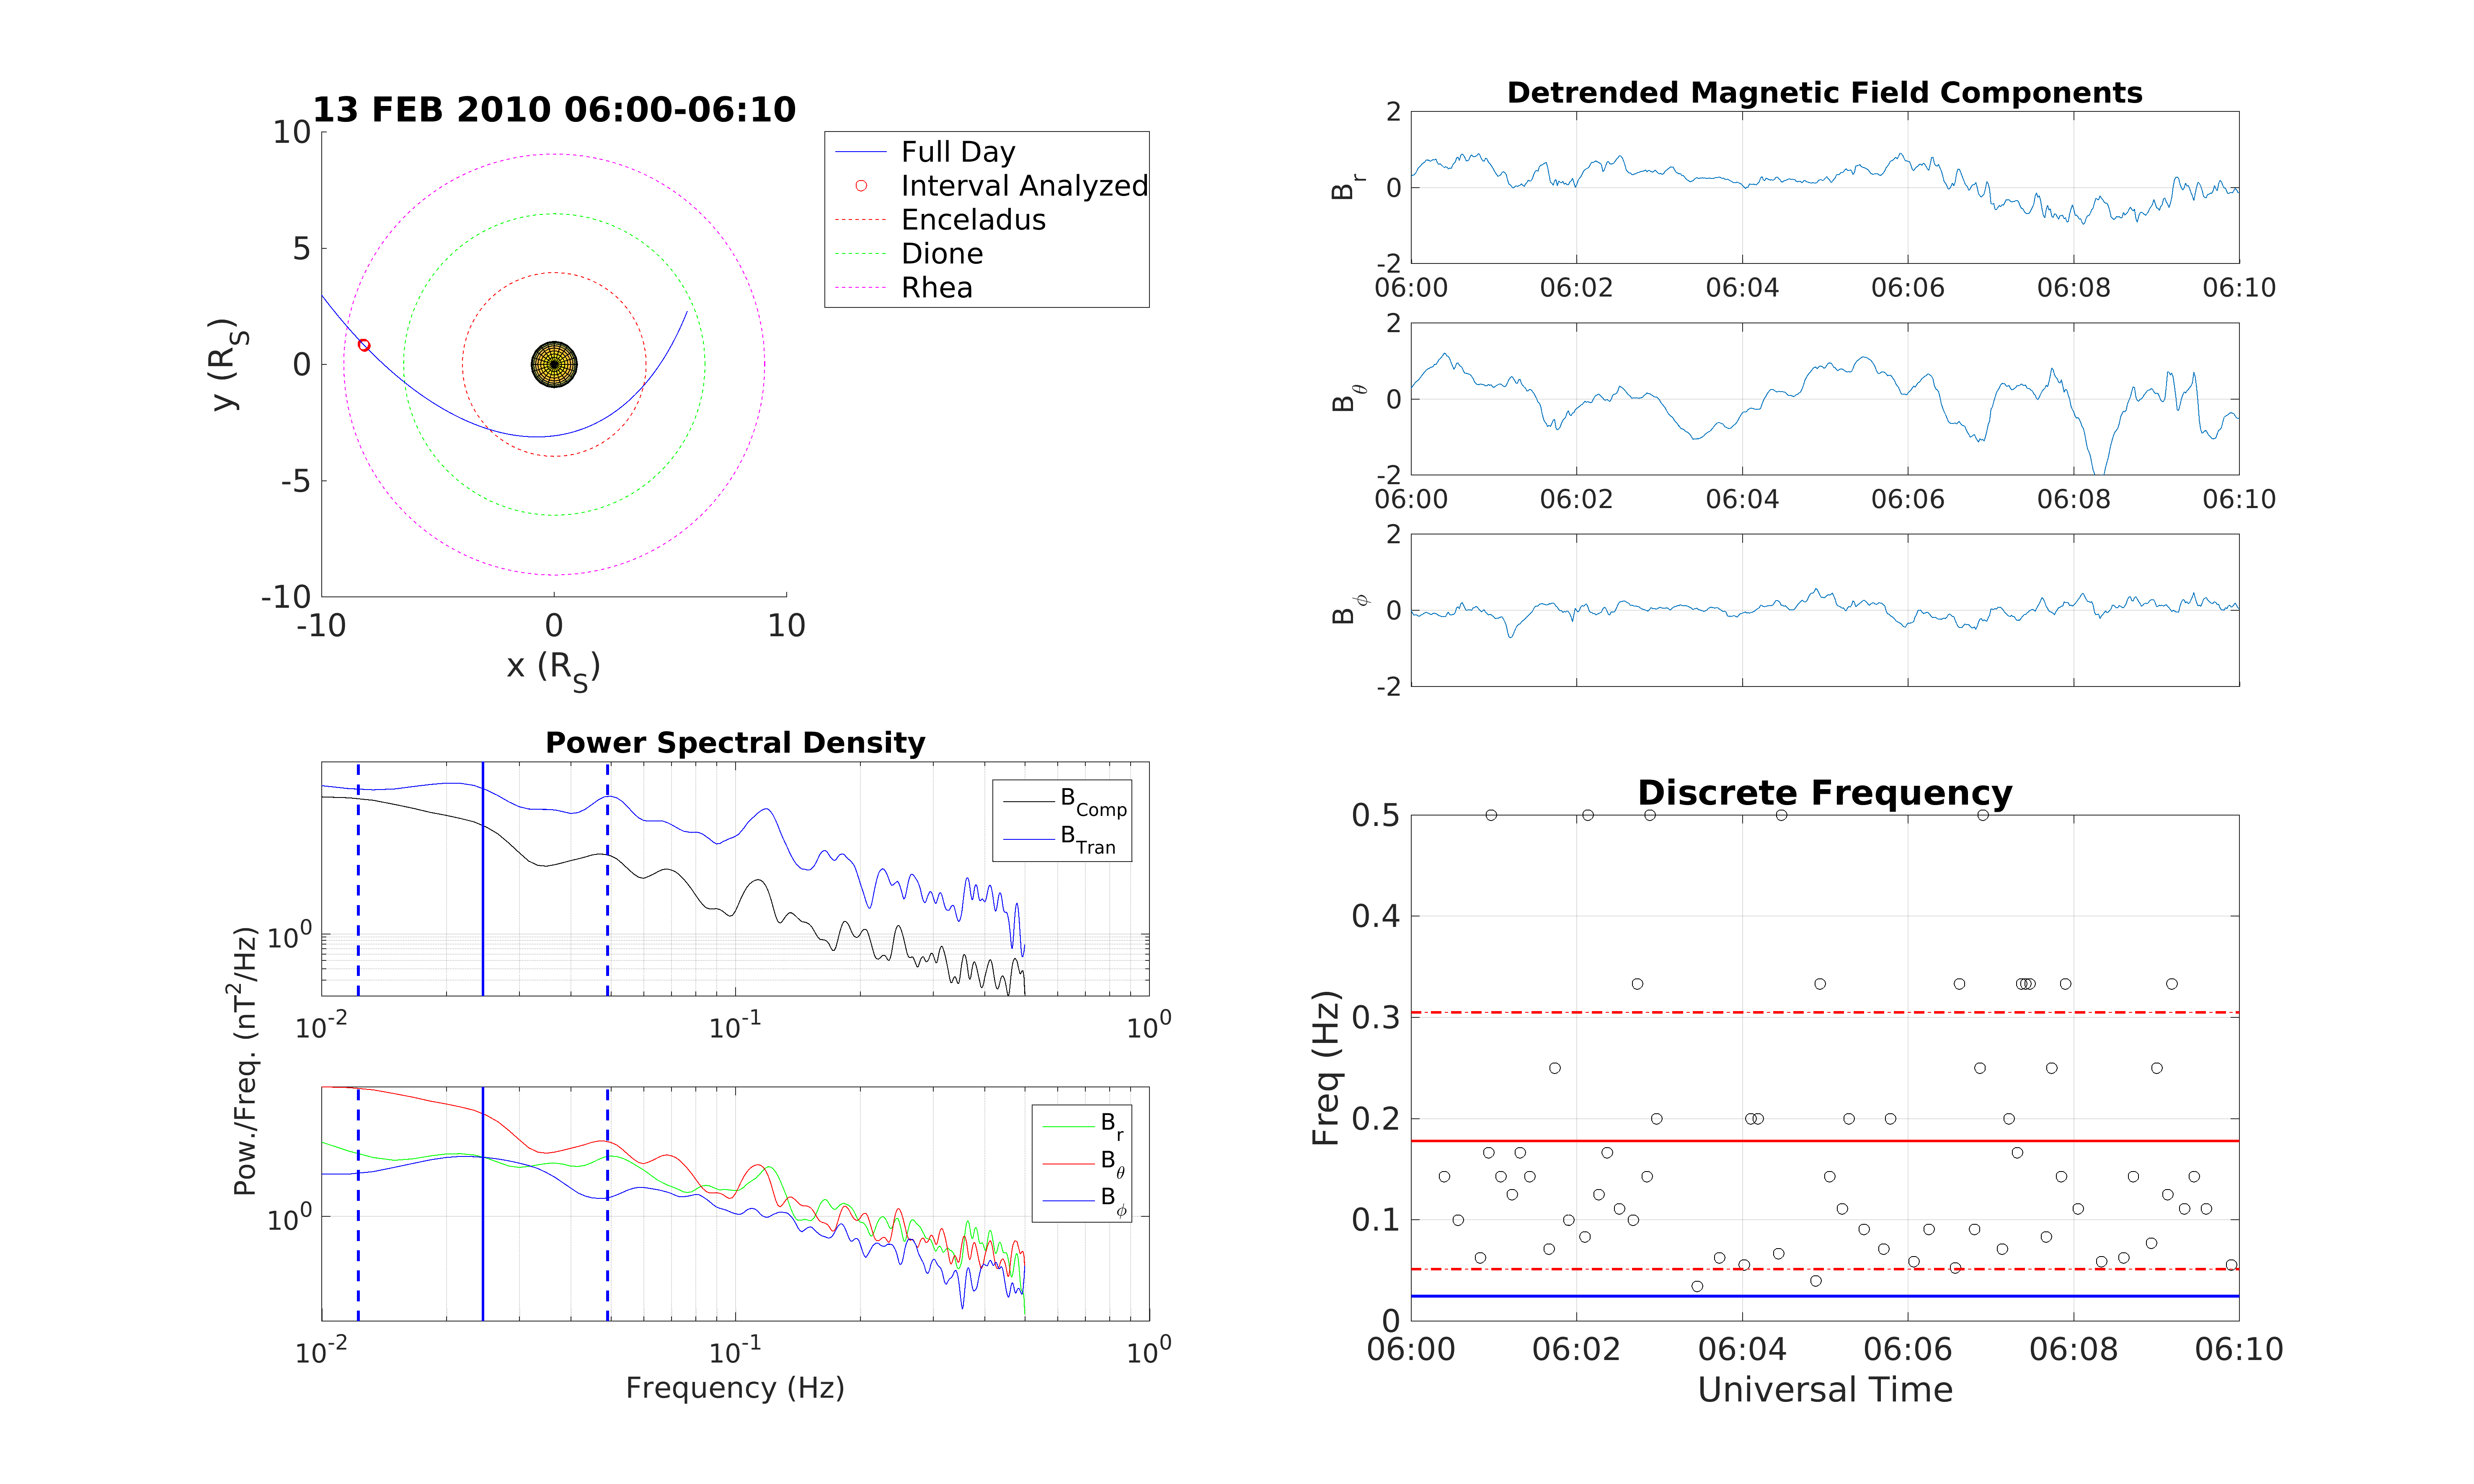 13 FEB 2010 06:00-06:10
10
5
0
-5
-10
-10 0 10
y (R_S)
x (R_S)
Full Day
Interval Analyzed
Enceladus
Dione
Rhea
Detrended Magnetic Field Components
2
0
-2
B_r
06:00 06:02 06:04 06:06 06:08 06:10
2
0
-2
B_θ
06:00 06:02 06:04 06:06 06:08 06:10
2
0
-2
B_ϕ
Power Spectral Density
B_Comp
B_Tran
10^0
10^-2 10^-1 10^0
Pow./Freq. (nT^2/Hz)
B_r
B_θ
B_ϕ
10^0
10^-2 10^-1 10^0
Frequency (Hz)
Discrete Frequency
0.5
0.4
0.3
0.2
0.1
0
Freq (Hz)
06:00 06:02 06:04 06:06 06:08 06:10
Universal Time